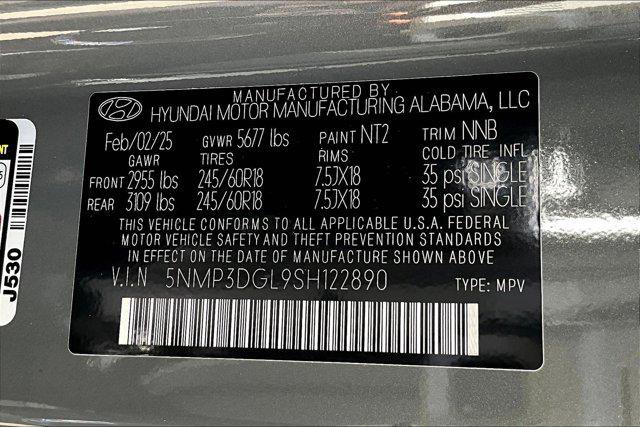 MANUFACTURED BY
HYUNDAI MOTOR MANUFACTURING ALABAMA, LLC
Feb/02/25 GVWR 5677 lbs PAINT NT2 TRIM NNB
GAWR TIRES RIMS COLD TIRE INFL
FRONT 2955 lbs 245/60R18 7.5JX18 35 psi SINGLE
REAR 3109 lbs 245/60R18 7.5JX18 35 psi SINGLE
THIS VEHICLE CONFORMS TO ALL APPLICABLE U.S.A. FEDERAL
MOTOR VEHICLE SAFETY AND THEFT PREVENTION STANDARDS
IN EFFECT ON THE DATE OF MANUFACTURE SHOWN ABOVE
V.I.N 5NMP3DGL9SH122890 TYPE: MPV
J530